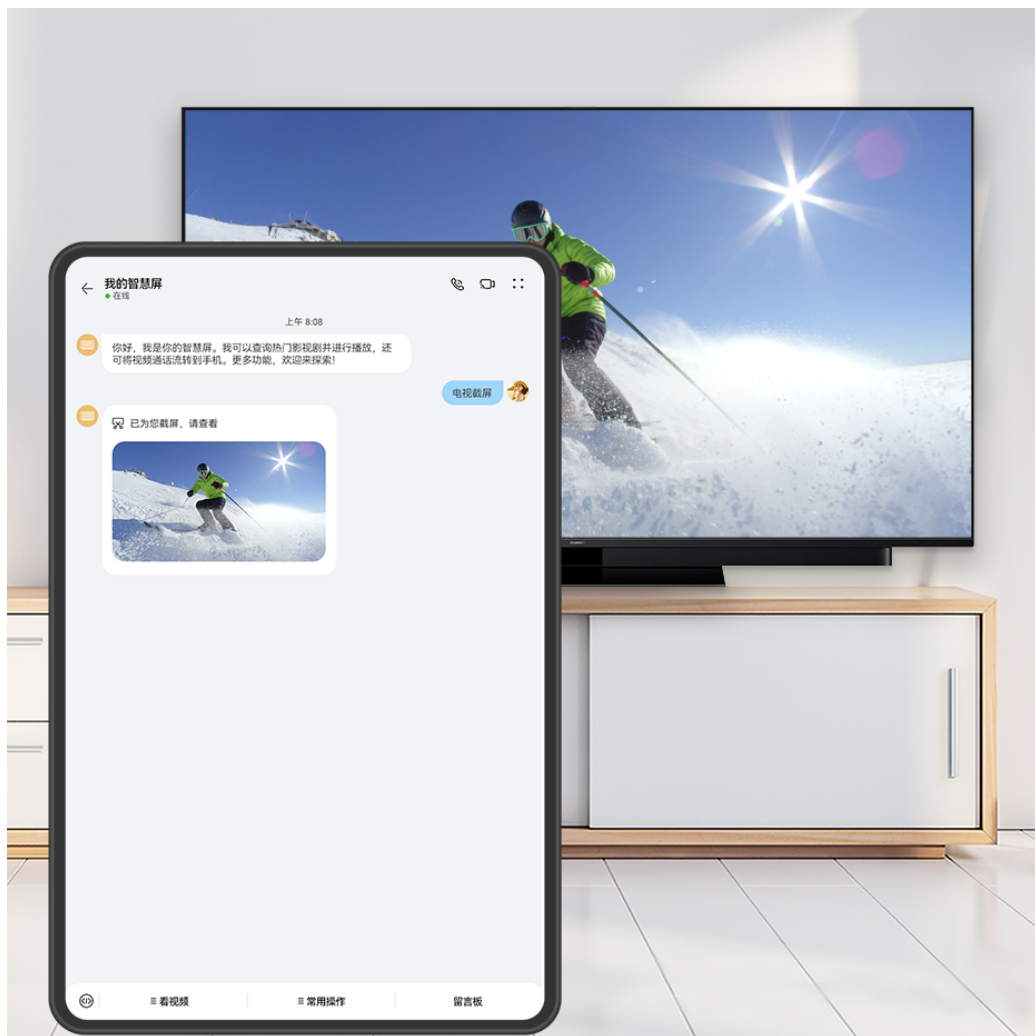 我的智慧屏
在线
上午 8:08
你好，我是你的智慧屏。我可以查询热门影视剧并进行播放，还
可将视频通话流转到手机。更多功能，欢迎来探索!
电视截屏
已为您截屏，请查看
看视频
常用操作
留言板